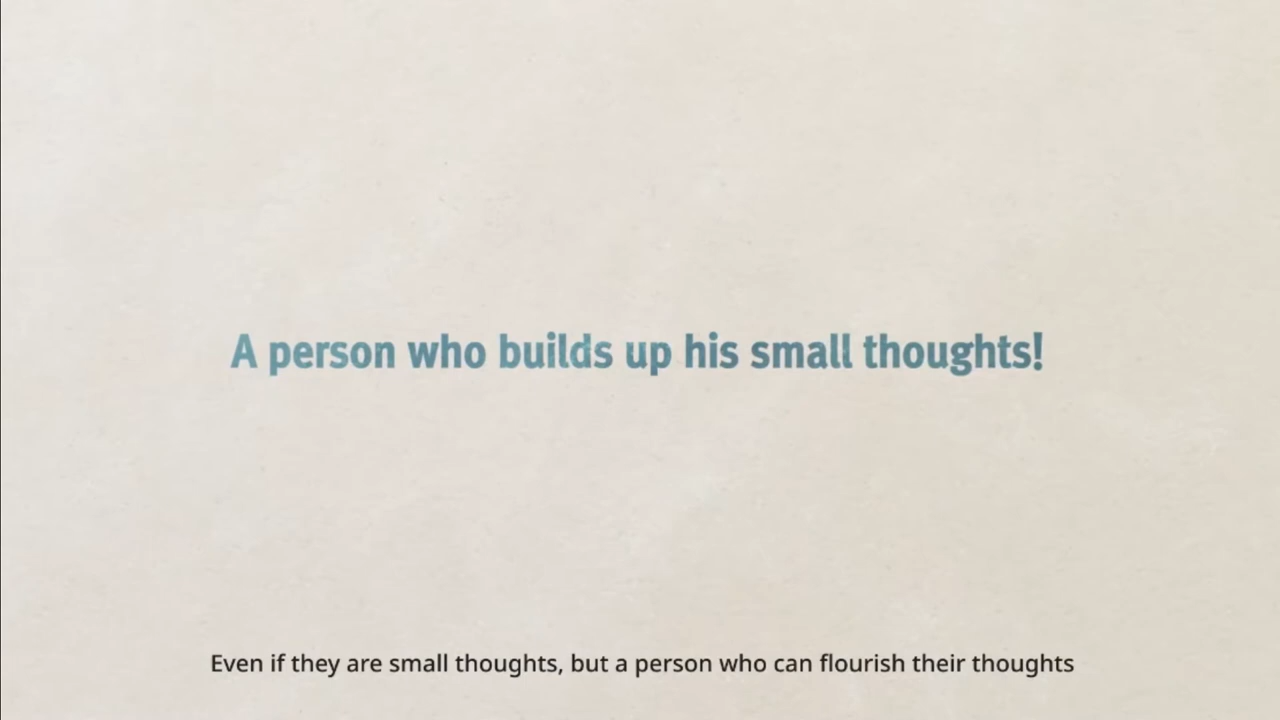 A person who builds up his small thoughts!
Even if they are small thoughts, but a person who can flourish their thoughts